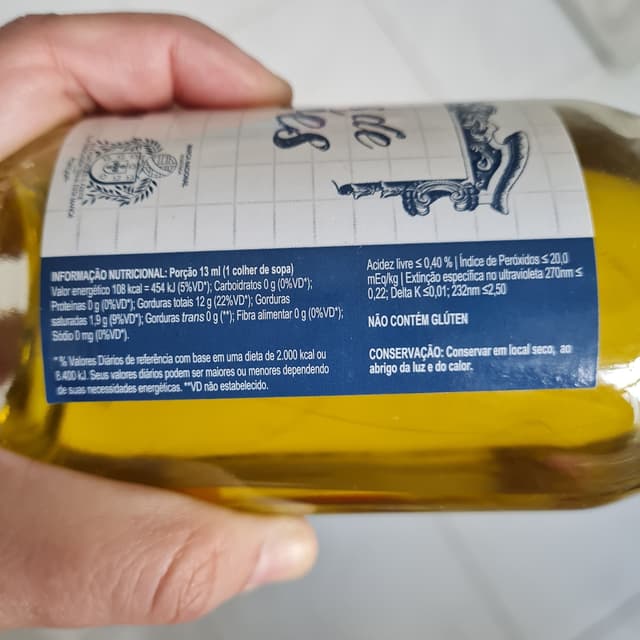 de
és
INFORMAÇÃO NUTRICIONAL: Porção 13 ml (1 colher de sopa)
Valor energético 108 kcal = 454 kJ (5%VD*); Carboidratos 0 g (0%VD*);
Proteínas 0 g (0%VD*); Gorduras totais 12 g (22%VD*); Gorduras
saturadas 1,9 g (9%VD*); Gorduras trans 0 g (**); Fibra alimentar 0 g (0%VD*);
Sódio 0 mg (0%VD*).
*% Valores Diários de referência com base em uma dieta de 2.000 kcal ou
8.400 kJ. Seus valores diários podem ser maiores ou menores dependendo
de suas necessidades energéticas. **VD não estabelecido.
Acidez livre ≤ 0,40 % | Índice de Peróxidos ≤ 20,0
mEq/kg | Extinção específica no ultravioleta 270nm ≤
0,22; Delta K ≤0,01; 232nm ≤2,50
NÃO CONTÉM GLÚTEN
CONSERVAÇÃO: Conservar em local seco, ao
abrigo da luz e do calor.